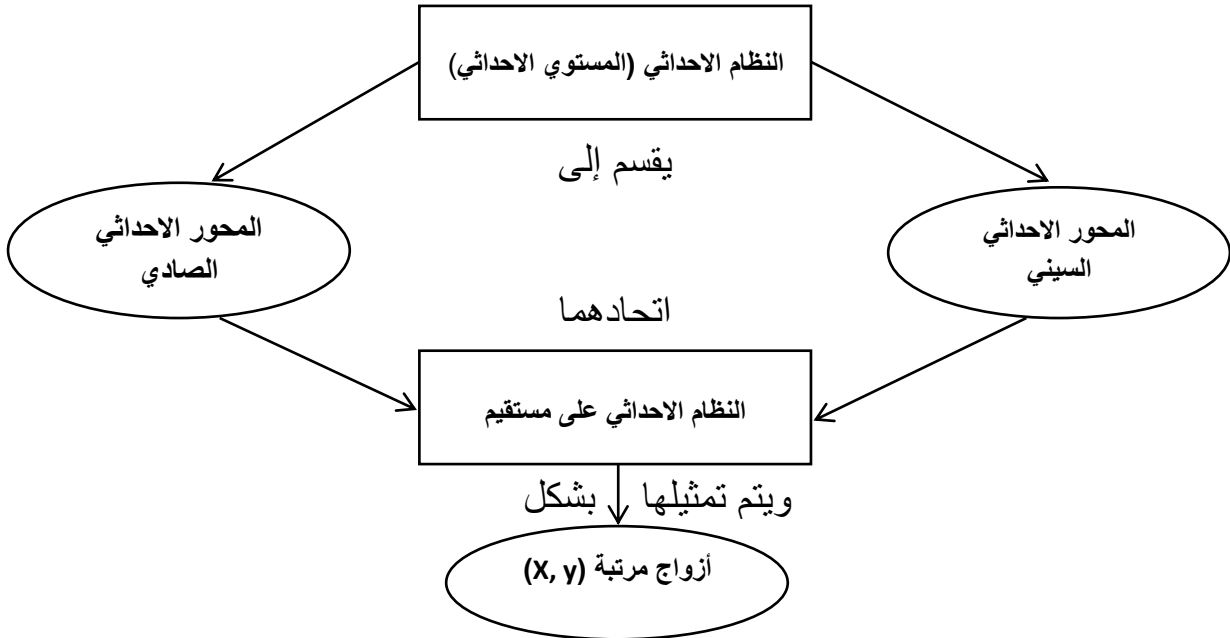 النظام الاحداثي (المستوي الاحداثي)
يقسم إلى
المحور الاحداثي
السيني
المحور الاحداثي
الصادي
اتحادهما
النظام الاحداثي على مستقيم
ويتم تمثيلها بشكل
أزواج مرتبة (X, y)